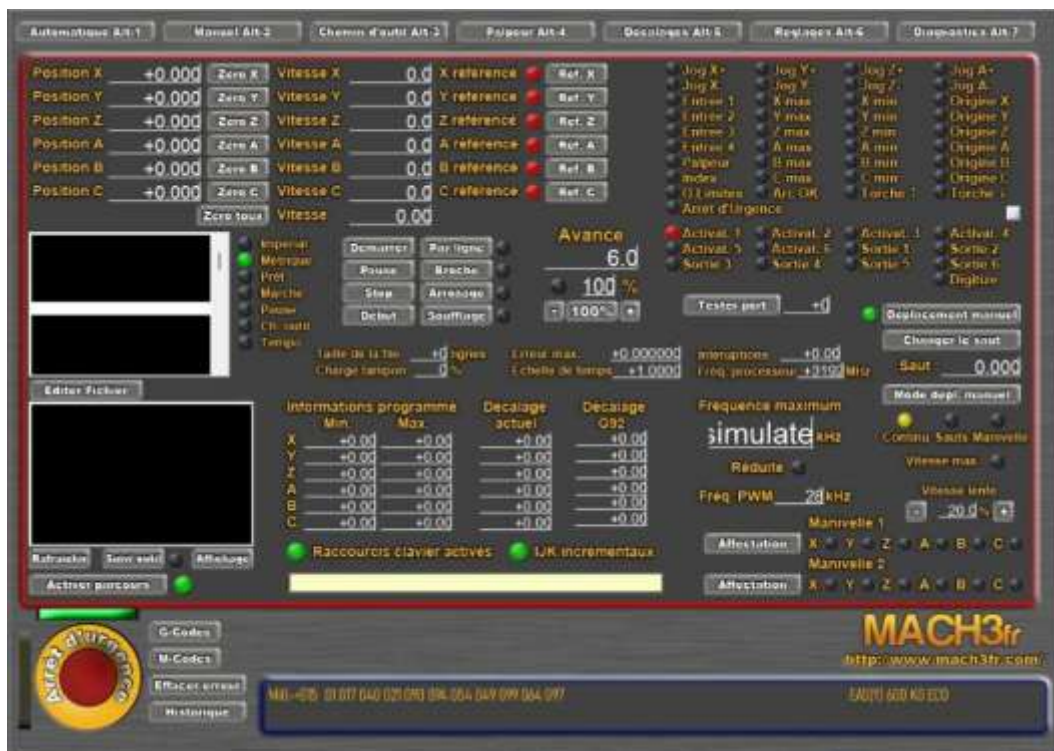 Automatique Alt-1 Manuel Alt-2 Chemin d'outil Alt-3 Palpeur Alt-4 Decalages Alt-5 Reglages Alt-6 Diagnostics Alt-7
Position X +0.000 Zero X Vitesse X 0.0 X reference Ref. X
Position Y +0.000 Zero Y Vitesse Y 0.0 Y reference Ref. Y
Position Z +0.000 Zero Z Vitesse Z 0.0 Z reference Ref. Z
Position A +0.000 Zero A Vitesse A 0.0 A reference Ref. A
Position B +0.000 Zero B Vitesse B 0.0 B reference Ref. B
Position C +0.000 Zero C Vitesse C 0.0 C reference Ref. C
Zero tous Vitesse 0.00
Jog X+ Jog Y+ Jog Z+ Jog A+
Jog X- Jog Y- Jog Z- Jog A-
Entree 1 X max X min Origine X
Entree 2 Y max Y min Origine Y
Entree 3 Z max Z min Origine Z
Entree 4 A max A min Origine A
Palpeur B max B min Origine B
Index C max C min Origine C
O.Limites Arc OK Torche
Arret d'Urgence
Activat. 1 Activat. 2 Activat. 3 Activat. 4
Activat. 5 Activat. 6 Sortie 1 Sortie 2
Sortie 3 Sortie 4 Sortie 5 Sortie 6
Digitize
Imperial
Metrique
Prêt
Marche
Pause
Ch. outil
Tempo
Demarrer Par ligne
Pause Broche
Stop Arrosage
Debut Soufflage
Avance
6.0
100 %
- 100% +
Tester port +0
Deplacement manuel
Changer le saut
Saut 0.000
Mode depl. manuel
Continu Sauts Manivelle
Vitesse max.
Vitesse lente
- 20.0 % +
Taille de la file +0 lignes Erreur max. +0.000000 Interuptions +0.00
Charge tampon 0 % Echelle de temps +1.0000 Freq. processeur +3192 Mhz
Editer Fichier
Informations programme Decalage Decalage
Min. Max. actuel G92
X +0.00 +0.00 +0.00 +0.00
Y +0.00 +0.00 +0.00 +0.00
Z +0.00 +0.00 +0.00 +0.00
A +0.00 +0.00 +0.00 +0.00
B +0.00 +0.00 +0.00 +0.00
C +0.00 +0.00 +0.00 +0.00
Frequence maximum
simulate kHz
Réduite
Freq. PWM 28 kHz
Manivelle 1
Affectation X Y Z A B C
Manivelle 2
Affectation X Y Z A B C
Rafraichir Suivi outil Affichage
Activer parcours
Raccourcis clavier activés IJK incrémentaux
Arrêt d'urgence
G-Codes
M-Codes
Effacer erreur
Historique
MACH3fr
http://www.mach3fr.com/